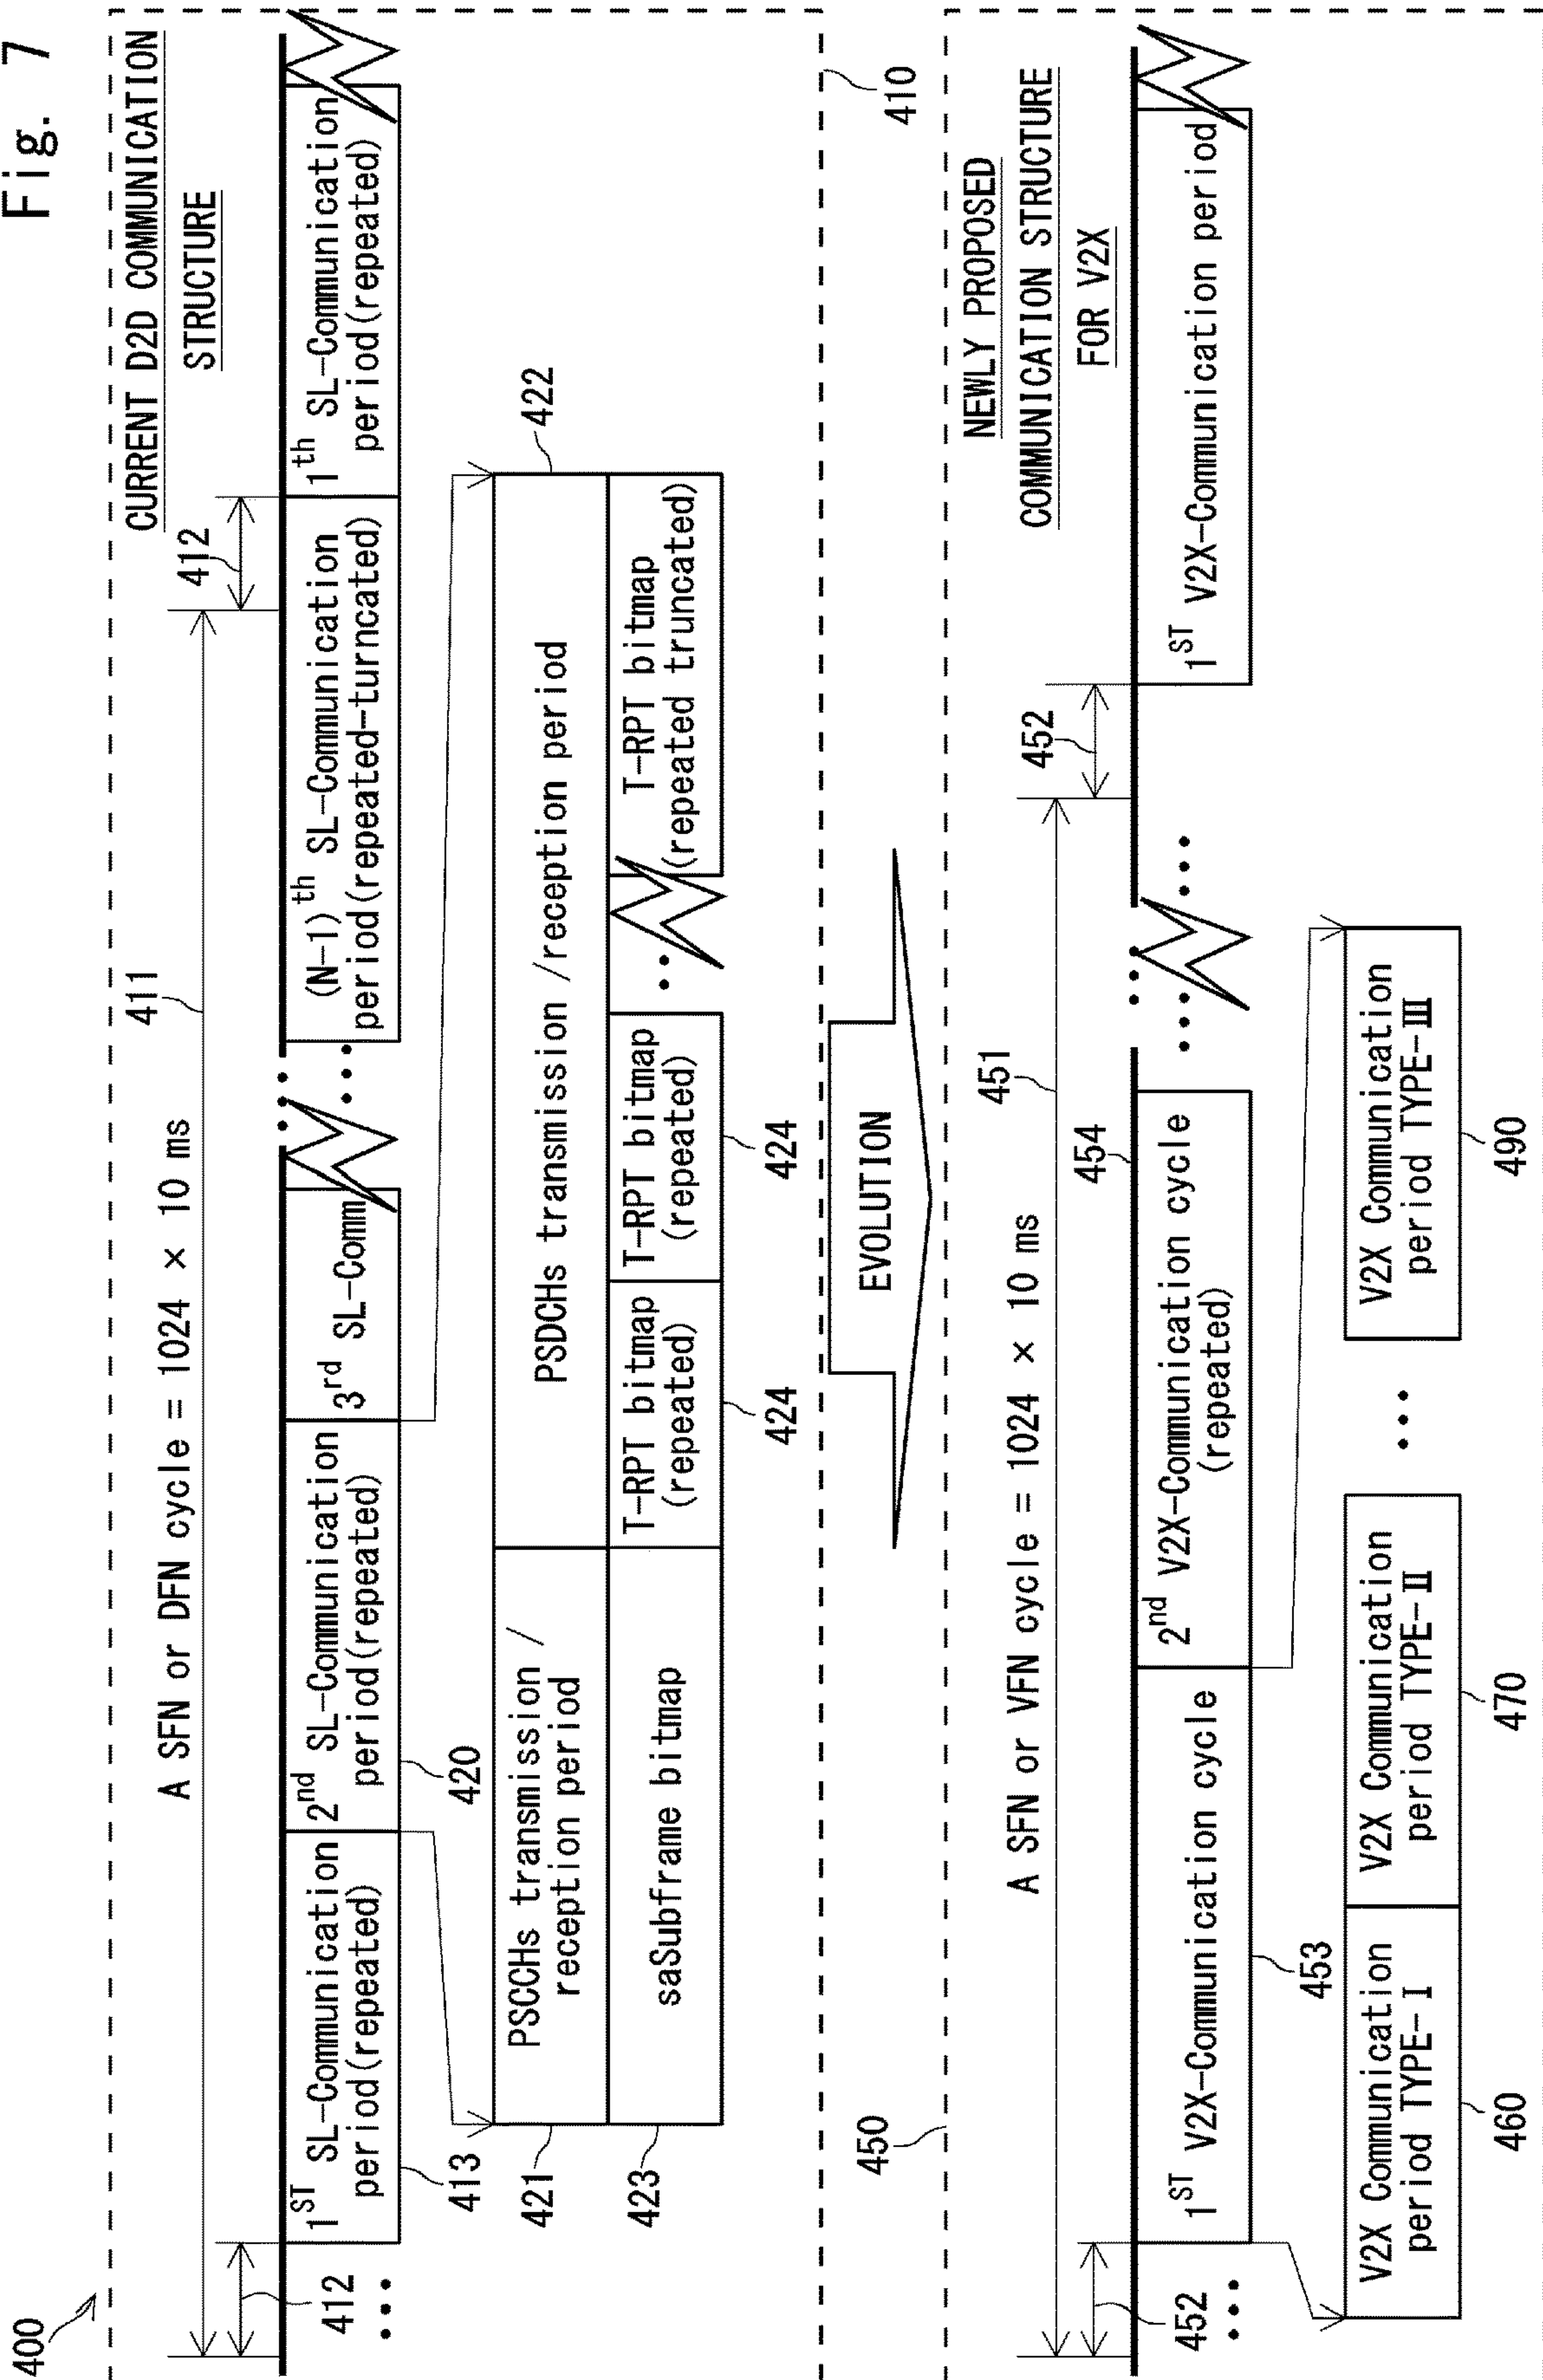 Fig. 7
400
CURRENT D2D COMMUNICATION
STRUCTURE
A SFN or DFN cycle = 1024 × 10 ms
411
412
412
•••
1ST SL-Communication
period(repeated)
413
2nd SL-Communication
period(repeated)
420
3rd SL-Comm
•••
•••
(N-1)th SL-Communication
period(repeated-turncated)
1th SL-Communication
period(repeated)
421
PSCCHs transmission /
reception period
PSDCHs transmission /reception period
422
423
saSubframe bitmap
T-RPT bitmap
(repeated)
424
T-RPT bitmap
(repeated)
424
••
T-RPT bitmap
(repeated truncated)
410
EVOLUTION
450
NEWLY PROPOSED
COMMUNICATION STRUCTURE
FOR V2X
A SFN or VFN cycle = 1024 × 10 ms
451
452
452
•••
1ST V2X-Communication cycle
453
2nd V2X-Communication cycle
(repeated)
454
•••
•••
•••
1ST V2X-Communication period
V2X Communication
period TYPE-I
460
V2X Communication
period TYPE-II
470
•••
V2X Communication
period TYPE-III
490